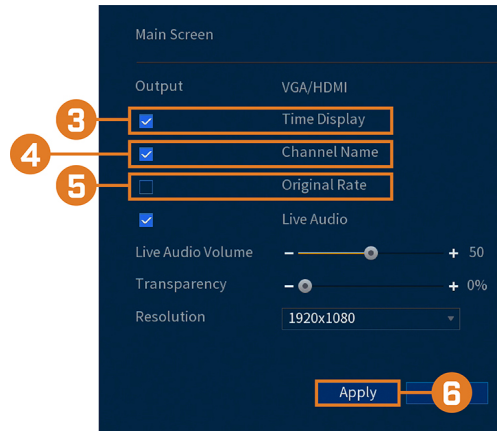 Main Screen
Output VGA/HDMI
3 Time Display
4 Channel Name
5 Original Rate
Live Audio
Live Audio Volume - + 50
Transparency - + 0%
Resolution 1920x1080
Apply 6